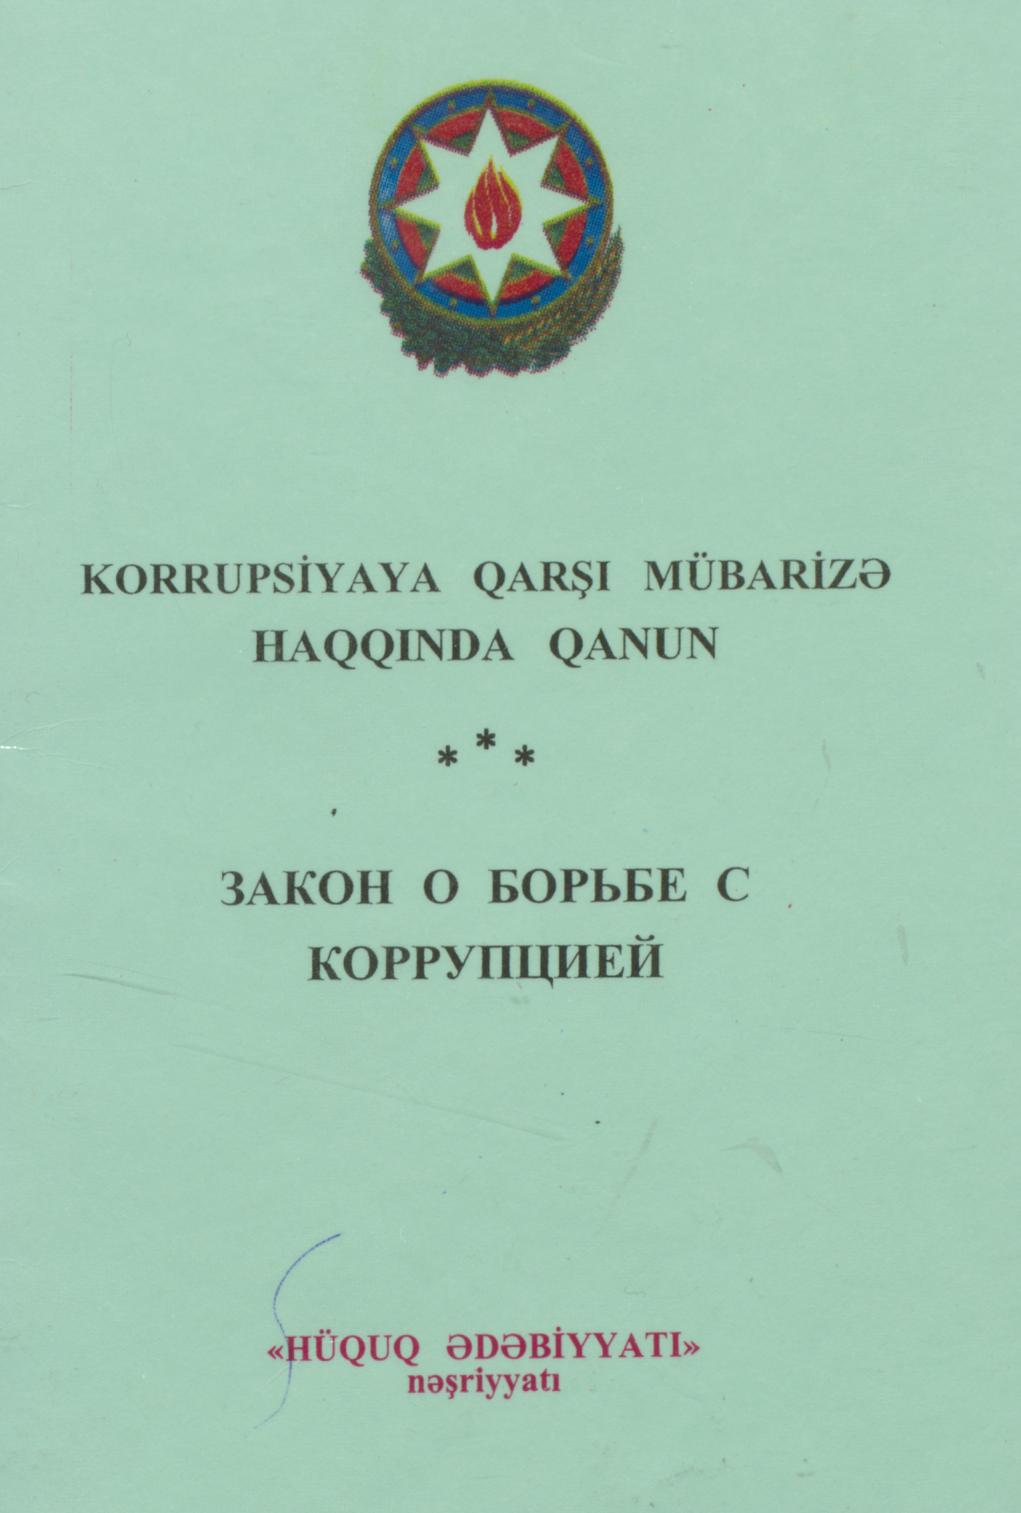 KORRUPSİYAYA QARŞI MÜBARİZƏ
HAQQINDA QANUN
* * *
ЗАКОН О БОРЬБЕ С
КОРРУПЦИЕЙ
«HÜQUQ ƏDƏBİYYATI»
nəşriyyatı